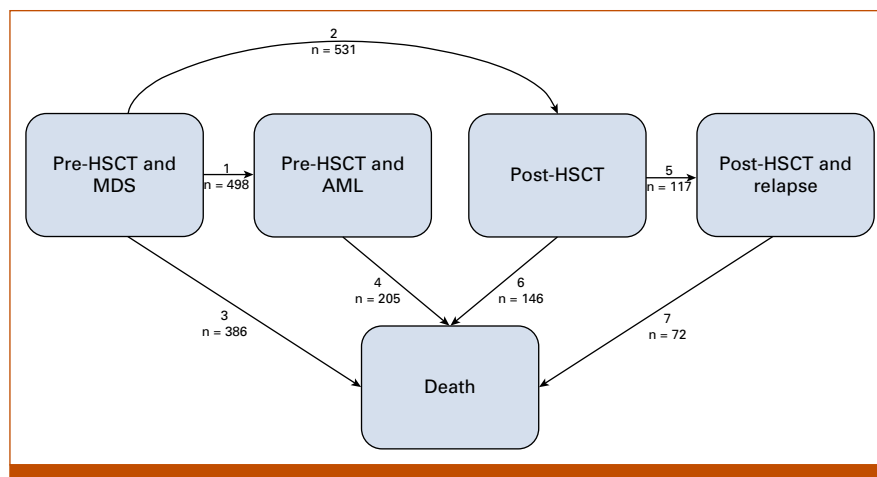 2
n = 531
Pre-HSCT and
MDS
1
n = 498
Pre-HSCT and
AML
Post-HSCT
5
n = 117
Post-HSCT and
relapse
3
n = 386
4
n = 205
6
n = 146
7
n = 72
Death